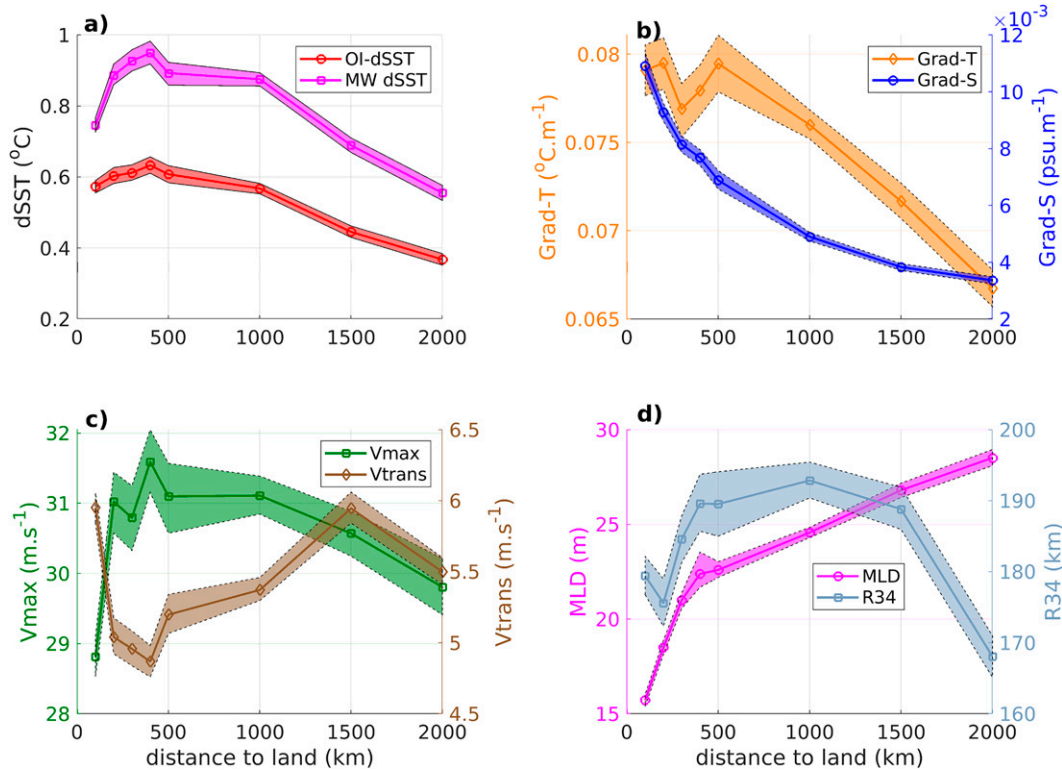 a)
dSST (°C)
1
0.8
0.6
0.4
0.2
OI-dSST
MW dSST
0 500 1000 1500 2000
b)
×10⁻³
Grad-T (°C.m⁻¹)
0.08
0.075
0.07
0.065
Grad-T
Grad-S
12
10
8
6
4
2
Grad-S (psu.m⁻¹)
0 500 1000 1500 2000
c)
Vmax (m.s⁻¹)
32
31
30
29
28
Vmax
Vtrans
6.5
6
5.5
5
4.5
Vtrans (m.s⁻¹)
0 500 1000 1500 2000
distance to land (km)
d)
MLD (m)
30
25
20
15
MLD
R34
200
190
180
170
160
R34 (km)
0 500 1000 1500 2000
distance to land (km)